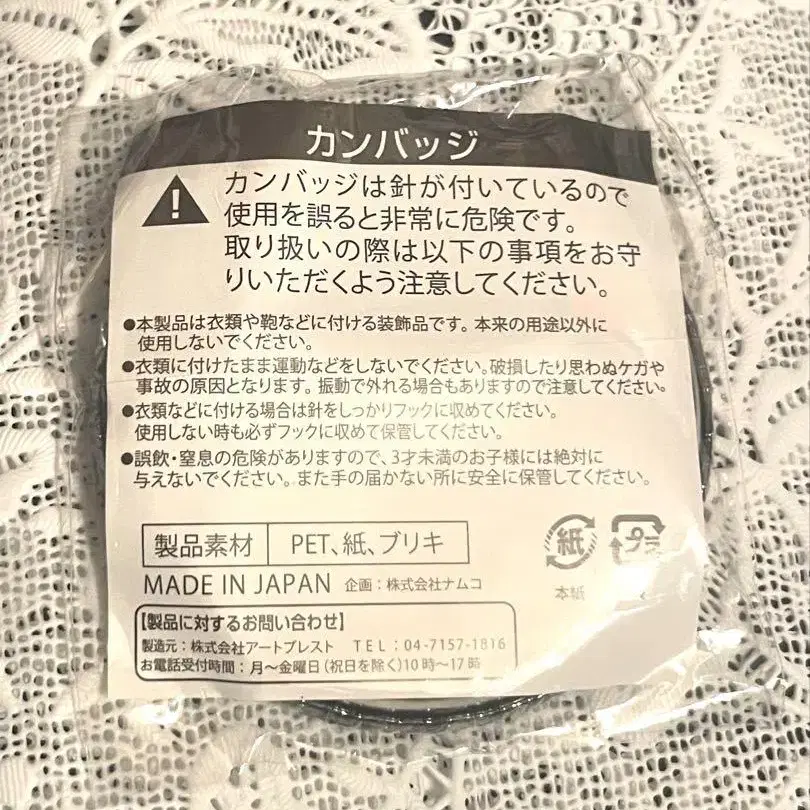 カンバッジ
カンバッジは針が付いているので
使用を誤ると非常に危険です。
取り扱いの際は以下の事項をお守
りいただくよう注意してください。
●本製品は衣類や鞄などに付ける装飾品です。本来の用途以外に
使用しないでください。
●衣類に付けたまま運動などをしないでください。破損したり思わぬケガや
事故の原因となります。振動で外れる場合もありますので注意してください。
●衣類などに付ける場合は針をしっかりフックに収めてください。
使用しない時も必ずフックに収めて保管してください。
●誤飲・窒息の危険がありますので、3才未満のお子様には絶対に
与えないでください。また手の届かない所に安全に保管してください。
製品素材 PET、紙、ブリキ
紙 プラ
本紙
MADE IN JAPAN 企画：株式会社ナムコ
【製品に対するお問い合わせ】
製造元：株式会社アートプレスト TEL：04-7157-1816
お電話受付時間：月～金曜日（祝日を除く）10時～17時